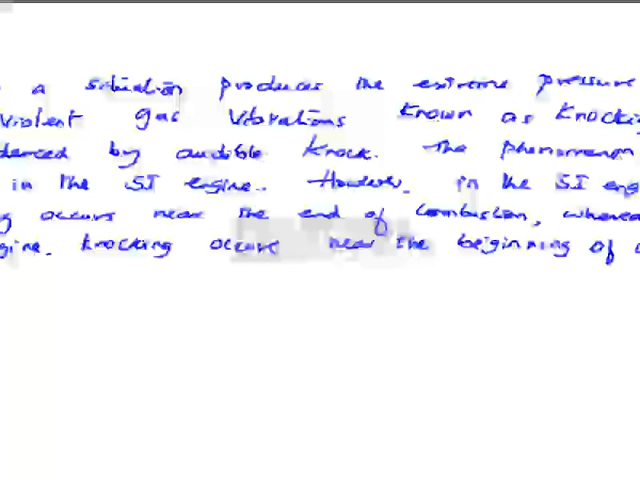 a situation produces the extreme pressure
violent gas vibrations known as knocki
denced by audible knock. The phenomenon
in the SI engine. However, in the SI eng
g occurs near the end of combustion, wherea
gine. knocking occurs near the beginning of c